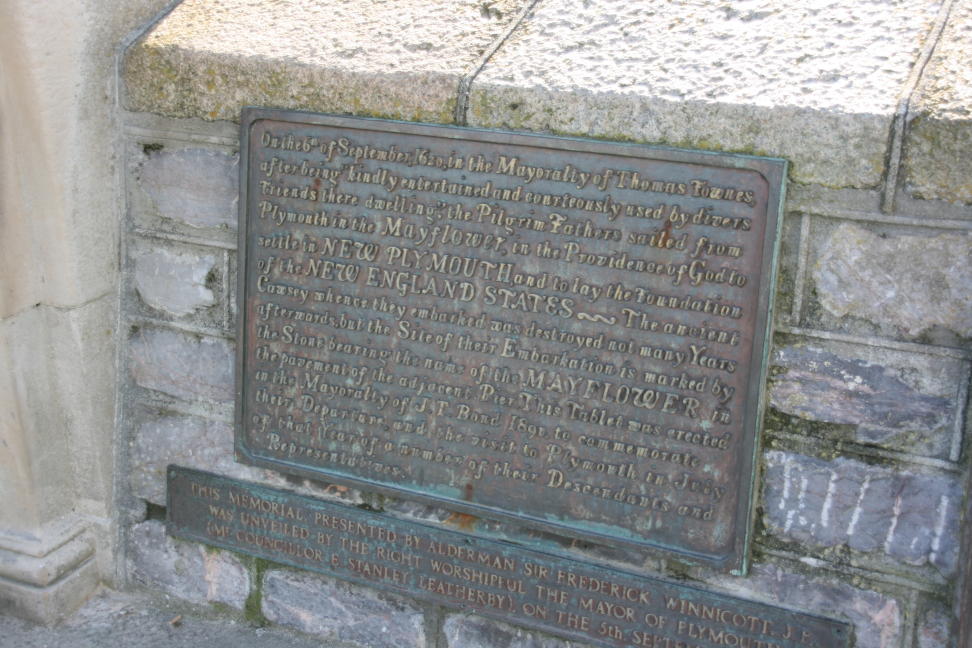 On the 6th of September, 1620, in the Mayoralty of Thomas Fownes,
after being "kindly entertained and courteously used by divers
Friends there dwelling", the Pilgrim Fathers sailed from
Plymouth in the Mayflower, in the Providence of God to
settle in NEW PLYMOUTH, and to lay the Foundation
of the NEW ENGLAND STATES ~ The ancient
Cawsey whence they embarked was destroyed not many Years
afterwards, but the Site of their Embarkation is marked by
the Stone bearing the name of the MAYFLOWER in
the pavement of the adjacent Pier. This Tablet was erected
in the Mayoralty of J.T. Bond 1891, to commemorate
their Departure, and the visit to Plymouth in July
of that Year of a number of their Descendants and
Representatives.
THIS MEMORIAL, PRESENTED BY ALDERMAN SIR FREDERICK WINNICOTT, J.P.
WAS UNVEILED BY THE RIGHT WORSHIPFUL THE MAYOR OF PLYMOUTH
(MR COUNCILLOR E. STANLEY LEATHERBY), ON THE 5th